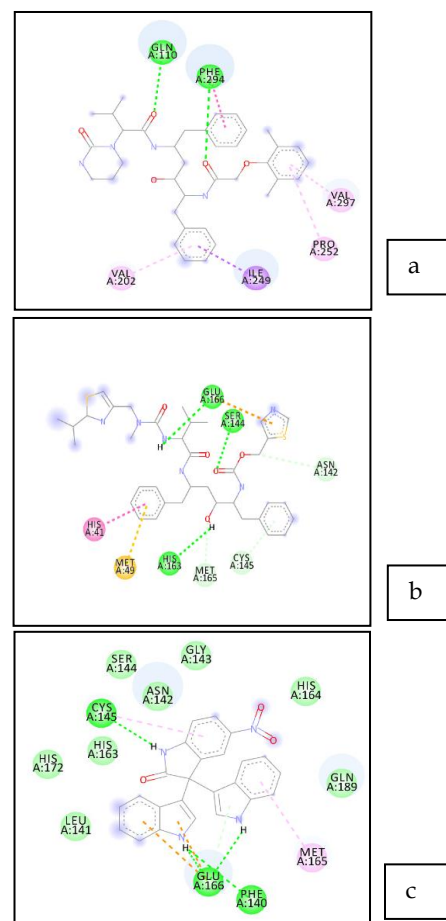 GLN
A:110
PHE
A:294
O
N
N
N
O
O
N
O
O
N
VAL
A:297
PRO
A:252
VAL
A:202
ILE
A:249
a
GLU
A:166
SER
A:144
N
S
N
N
O
N
H
O
N
O
O
N
O
H
ASN
A:142
HIS
A:41
MET
A:49
HIS
A:163
MET
A:165
CYS
A:145
b
SER
A:144
GLY
A:143
ASN
A:142
HIS
A:164
CYS
A:145
HIS
A:163
HIS
A:172
H
N
O
N
O
O
GLN
A:189
LEU
A:141
N
H
N
H
MET
A:165
GLU
A:166
PHE
A:140
c